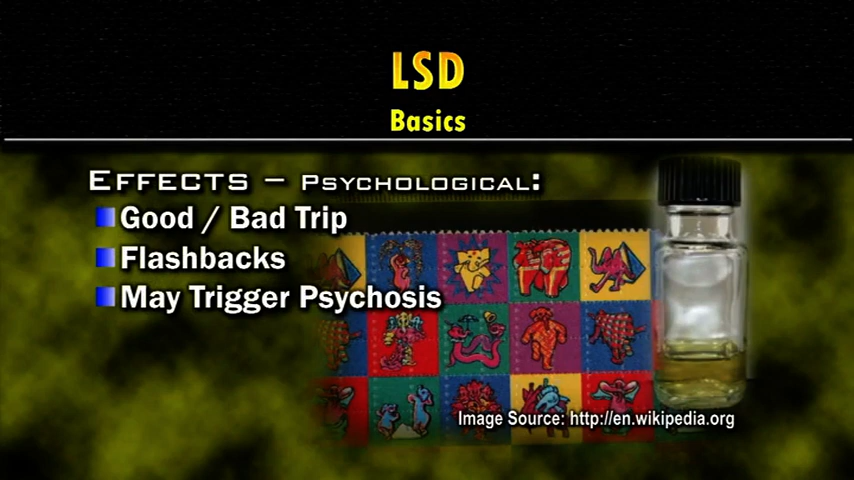 LSD
Basics
Effects – Psychological:
Good / Bad Trip
Flashbacks
May Trigger Psychosis
Image Source: http://en.wikipedia.org